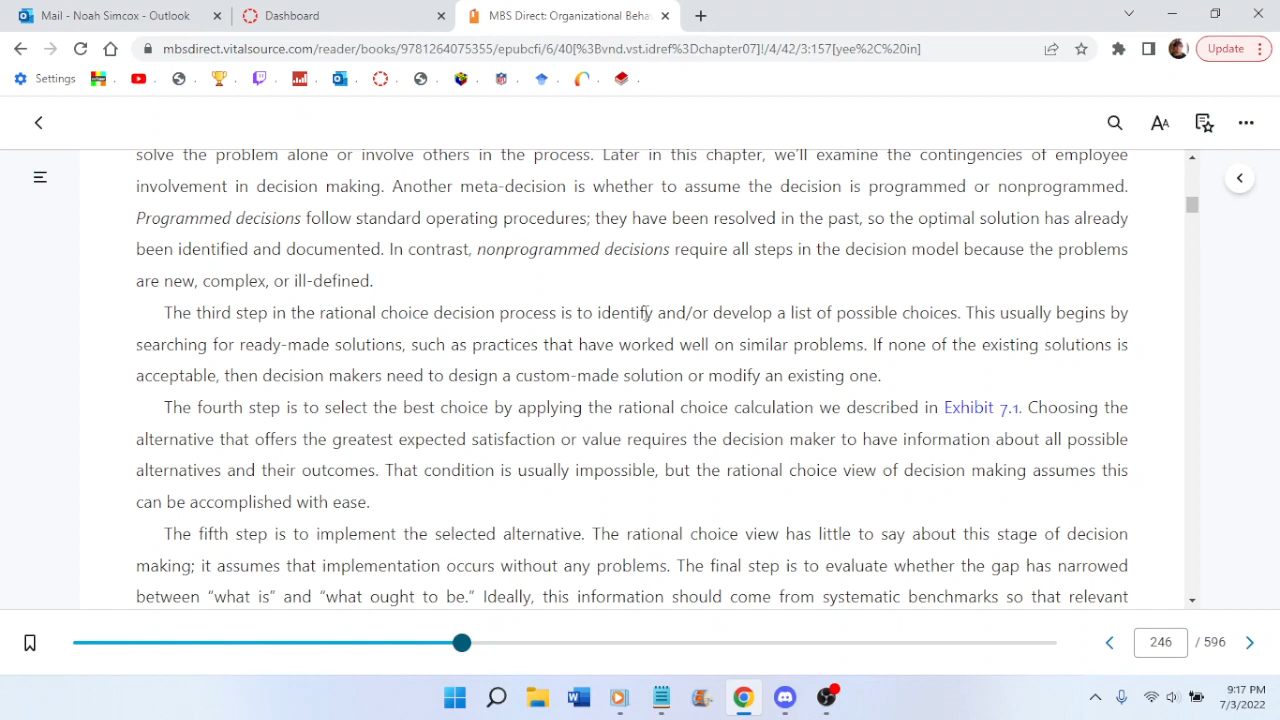 Mail - Noah Simcox - Outlook
Dashboard
MBS Direct: Organizational Beha
mbsdirect.vitalsource.com/reader/books/9781264075355/epubcfi/6/40[%3Bvnd.vst.idref%3Dchapter07]!/4/42/3:157[yee%2C%20in]
Update
Settings
solve the problem alone or involve others in the process. Later in this chapter, we'll examine the contingencies of employee
involvement in decision making. Another meta-decision is whether to assume the decision is programmed or nonprogrammed.
Programmed decisions follow standard operating procedures; they have been resolved in the past, so the optimal solution has already
been identified and documented. In contrast, nonprogrammed decisions require all steps in the decision model because the problems
are new, complex, or ill-defined.
The third step in the rational choice decision process is to identify and/or develop a list of possible choices. This usually begins by
searching for ready-made solutions, such as practices that have worked well on similar problems. If none of the existing solutions is
acceptable, then decision makers need to design a custom-made solution or modify an existing one.
The fourth step is to select the best choice by applying the rational choice calculation we described in Exhibit 7.1. Choosing the
alternative that offers the greatest expected satisfaction or value requires the decision maker to have information about all possible
alternatives and their outcomes. That condition is usually impossible, but the rational choice view of decision making assumes this
can be accomplished with ease.
The fifth step is to implement the selected alternative. The rational choice view has little to say about this stage of decision
making; it assumes that implementation occurs without any problems. The final step is to evaluate whether the gap has narrowed
between “what is” and “what ought to be.” Ideally, this information should come from systematic benchmarks so that relevant
246 / 596
9:17 PM
7/3/2022